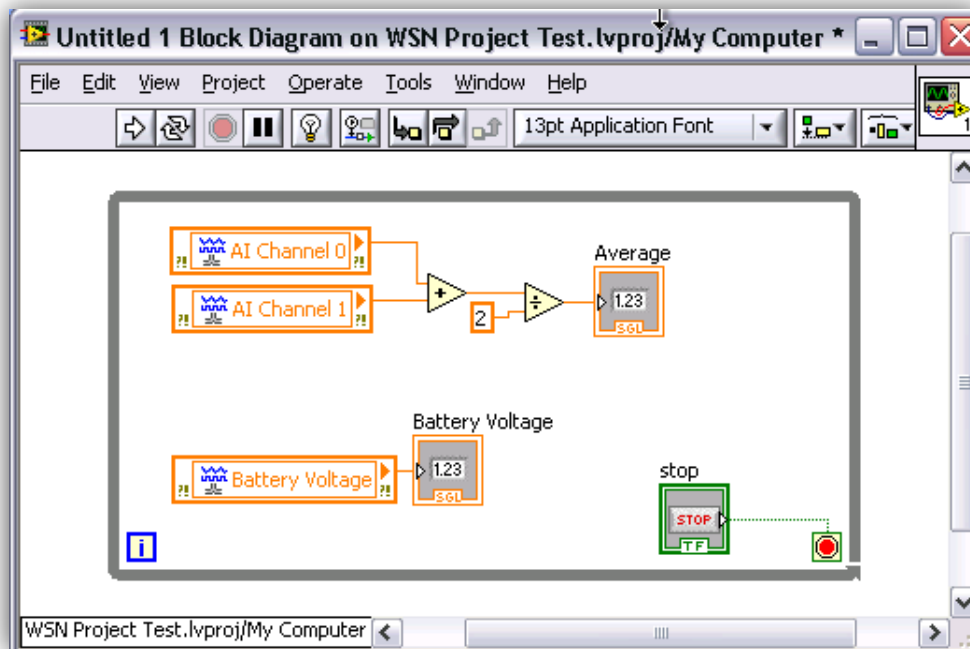 Untitled 1 Block Diagram on WSN Project Test.lvproj/My Computer *
File Edit View Project Operate Tools Window Help
13pt Application Font
1
AI Channel 0
?! ?!
Average
AI Channel 1
?! ?!
+
÷
2
1.23
SGL
Battery Voltage
1.23
SGL
Battery Voltage
?! ?!
stop
STOP
TF
i
WSN Project Test.lvproj/My Computer